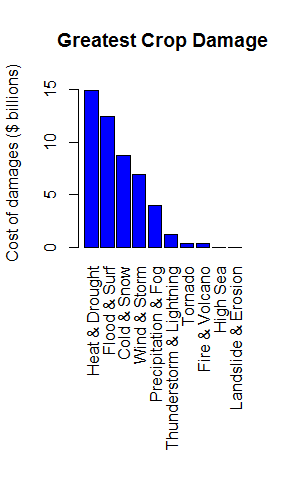 Greatest Crop Damage
Cost of damages ($ billions)
15
10
5
0
Heat & Drought
Flood & Surf
Cold & Snow
Wind & Storm
Precipitation & Fog
Thunderstorm & Lightning
Tornado
Fire & Volcano
High Sea
Landslide & Erosion